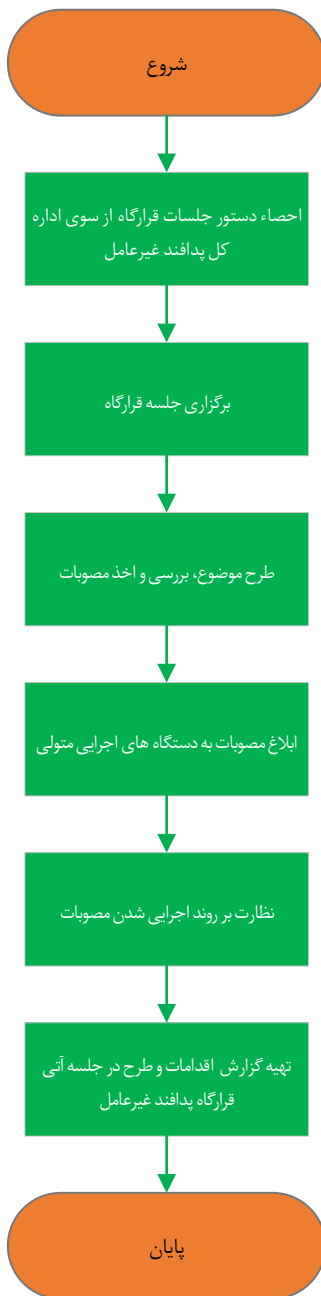 شروع
احصاء دستور جلسات قرارگاه از سوی اداره
کل پدافند غیرعامل
برگزاری جلسه قرارگاه
طرح موضوع، بررسی و اخذ مصوبات
ابلاغ مصوبات به دستگاه های اجرایی متولی
نظارت بر روند اجرایی شدن مصوبات
تهیه گزارش اقدامات و طرح در جلسه آتی
قرارگاه پدافند غیرعامل
پایان